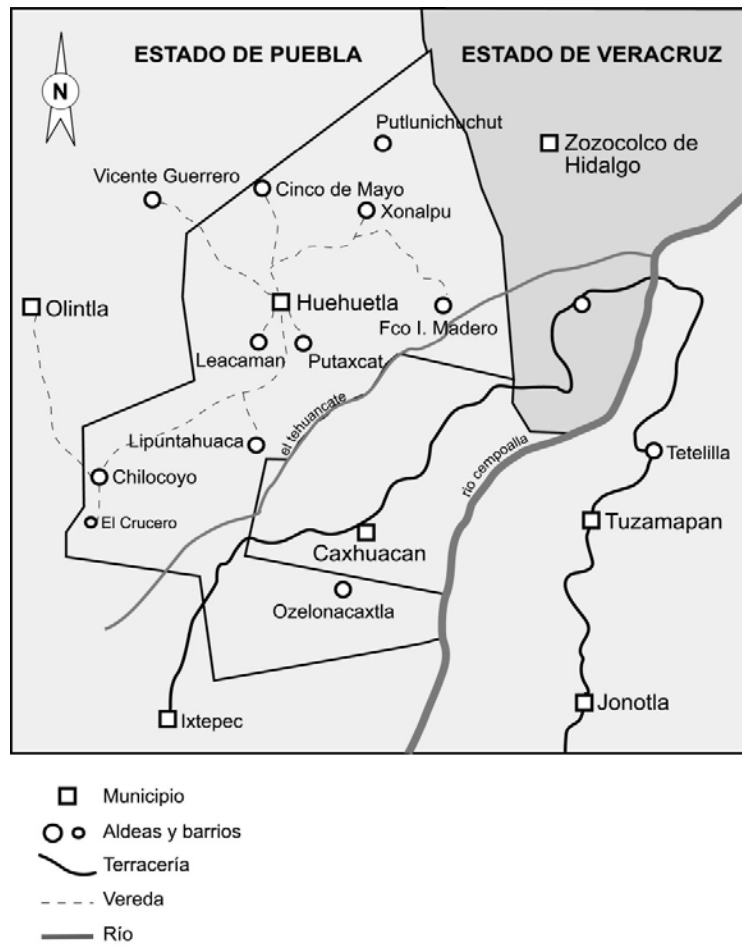 ESTADO DE PUEBLA
ESTADO DE VERACRUZ
N
Putlunichuchut
Zozocolco de
Hidalgo
Vicente Guerrero
Cinco de Mayo
Xonalpu
Olintla
Huehuetla
Fco I. Madero
Leacaman
Putaxcat
el tehuancate
Lipuntahuaca
rio cempoalla
Tetelilla
Chilocoyo
El Crucero
Tuzamapan
Caxhuacan
Ozelonacaxtla
Ixtepec
Jonotla
Municipio
Aldeas y barrios
Terracería
Vereda
Río